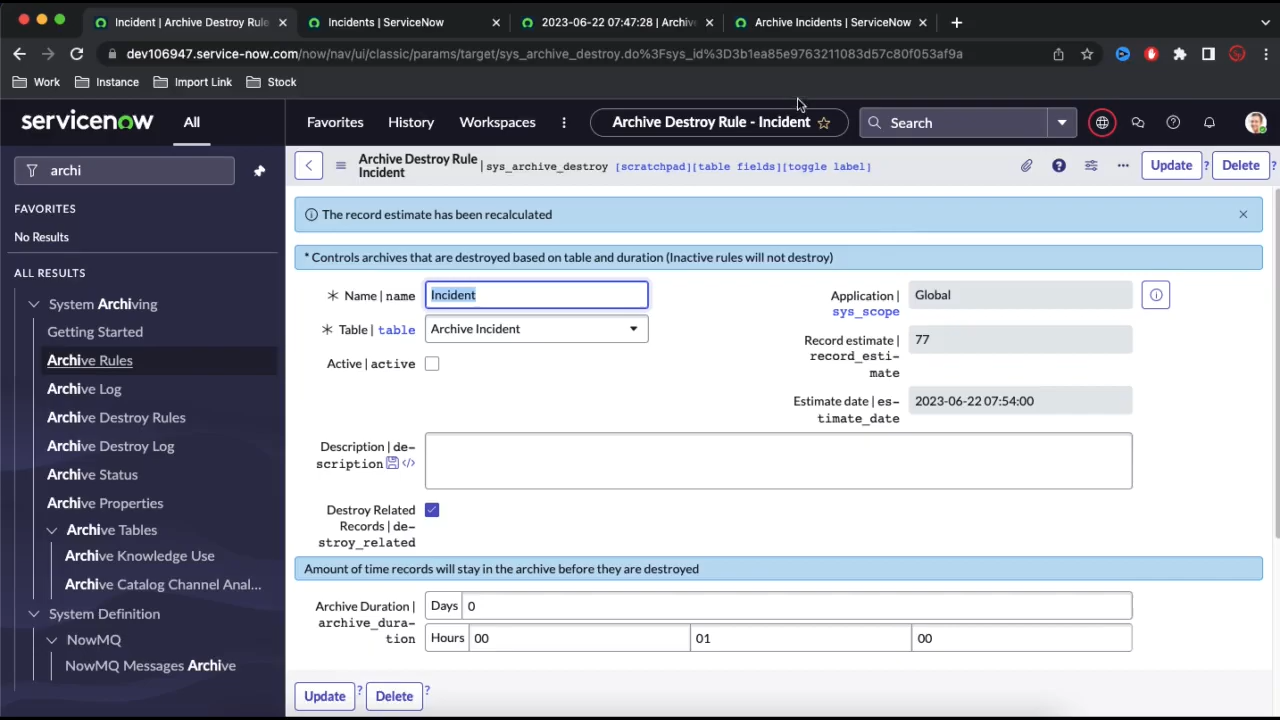 Incident | Archive Destroy Rule
Incidents | ServiceNow
2023-06-22 07:47:28 | Archiv
Archive Incidents | ServiceNow
dev106947.service-now.com/now/nav/ui/classic/params/target/sys_archive_destroy.do%3Fsys_id%3D3b1ea85e9763211083d57c80f053af9a
Work
Instance
Import Link
Stock
servicenow
All
Favorites
History
Workspaces
Archive Destroy Rule - Incident
Search
archi
FAVORITES
No Results
ALL RESULTS
System Archiving
Getting Started
Archive Rules
Archive Log
Archive Destroy Rules
Archive Destroy Log
Archive Status
Archive Properties
Archive Tables
Archive Knowledge Use
Archive Catalog Channel Anal...
System Definition
NowMQ
NowMQ Messages Archive
Archive Destroy Rule
Incident
| sys_archive_destroy [scratchpad][table fields][toggle label]
Update ?
Delete ?
The record estimate has been recalculated
* Controls archives that are destroyed based on table and duration (Inactive rules will not destroy)
Name | name
Incident
Table | table
Archive Incident
Active | active
Application |
sys_scope
Global
Record estimate |
record_esti-
mate
77
Estimate date | es-
timate_date
2023-06-22 07:54:00
Description | de-
scription
Destroy Related
Records | de-
stroy_related
Amount of time records will stay in the archive before they are destroyed
Archive Duration |
archive_dura-
tion
Days 0
Hours 00 01 00
Update ?
Delete ?